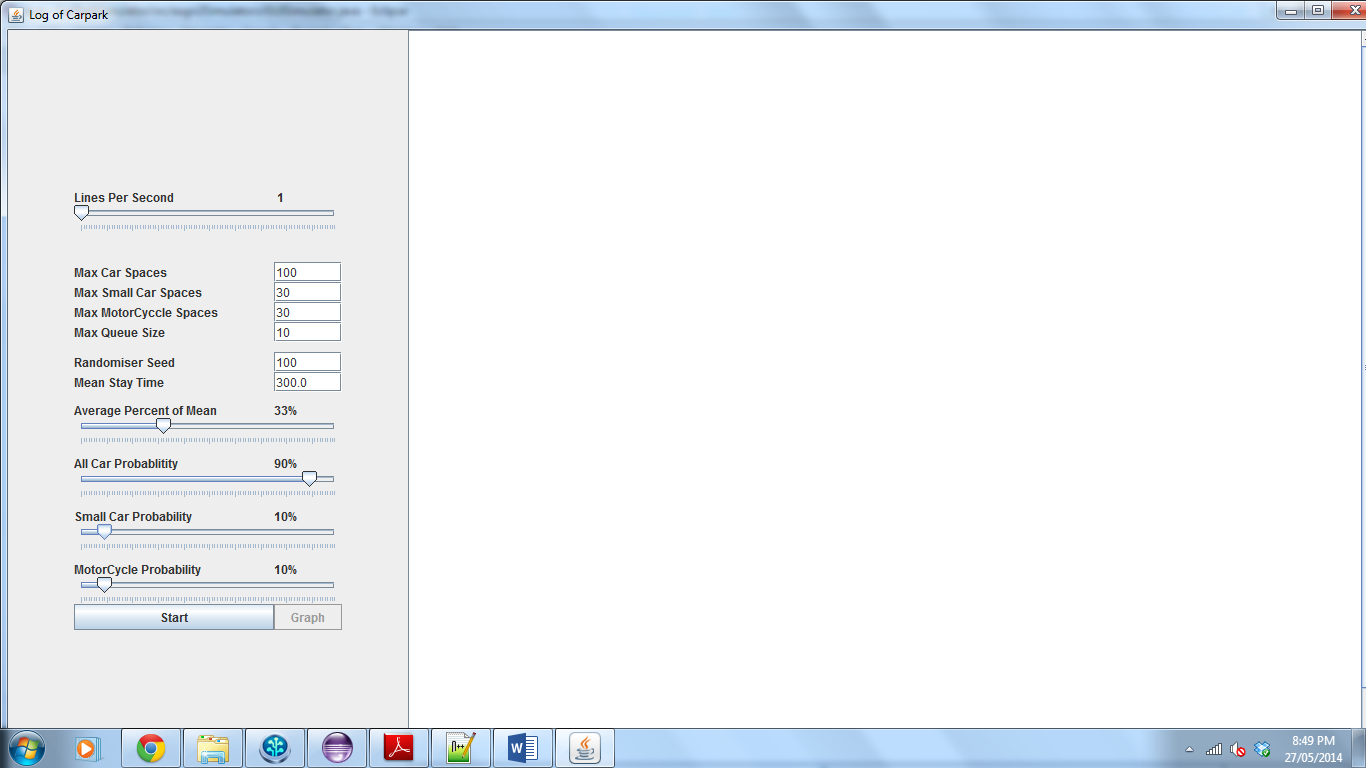 Log of Carpark
Lines Per Second 1
Max Car Spaces 100
Max Small Car Spaces 30
Max MotorCyccle Spaces 30
Max Queue Size 10
Randomiser Seed 100
Mean Stay Time 300.0
Average Percent of Mean 33%
All Car Probablitity 90%
Small Car Probability 10%
MotorCycle Probability 10%
Start Graph
8:49 PM
27/05/2014